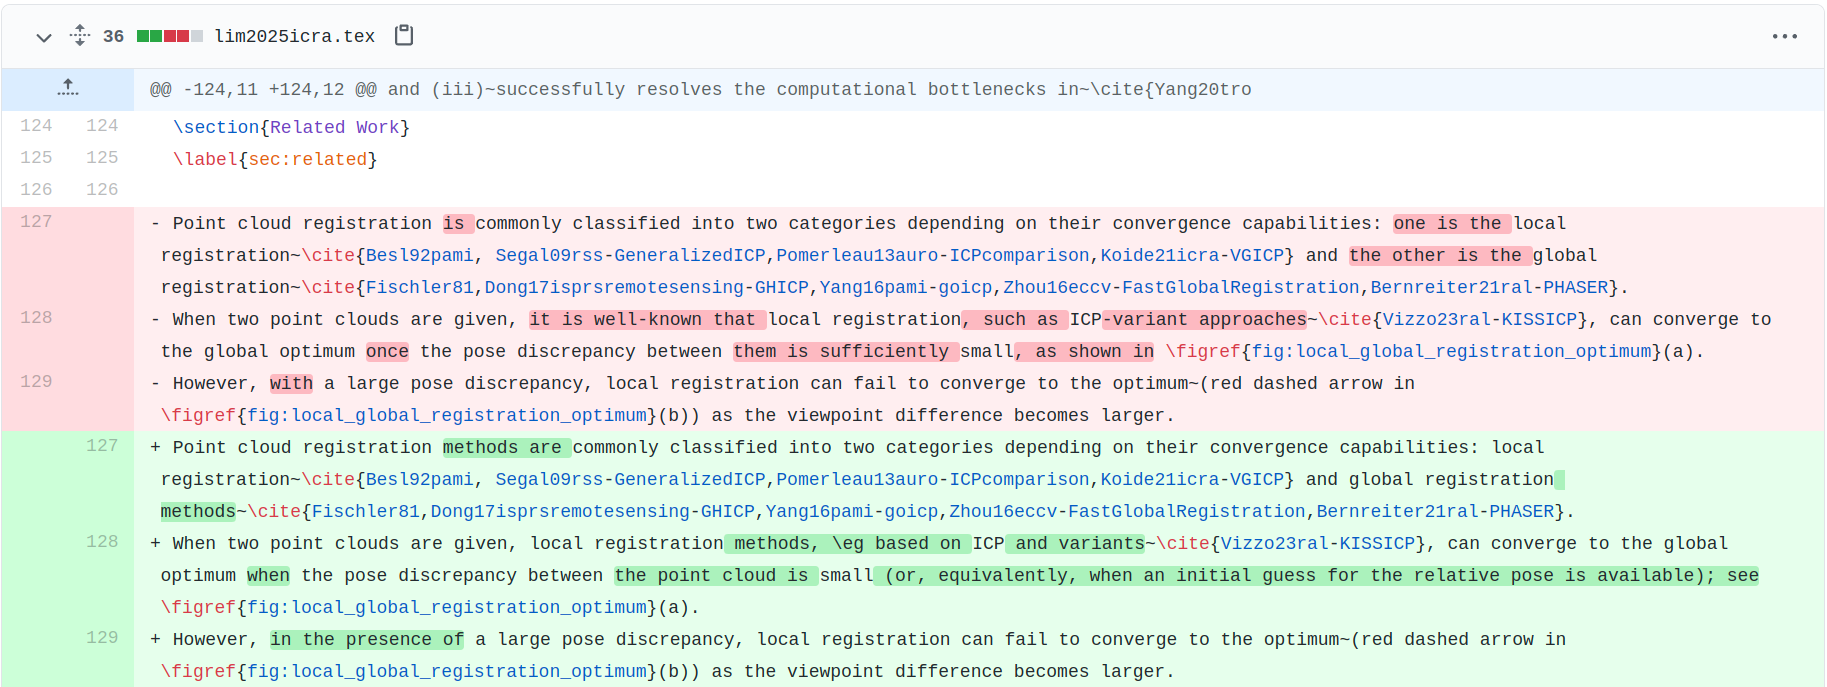 36 lim2025icra.tex
@@ -124,11 +124,12 @@ and (iii)~successfully resolves the computational bottlenecks in~\cite{Yang20tro
124 124 \section{Related Work}
125 125 \label{sec:related}
126 126
127 - Point cloud registration is commonly classified into two categories depending on their convergence capabilities: one is the local
registration~\cite{Besl92pami, Segal09rss-GeneralizedICP,Pomerleau13auro-ICPcomparison,Koide21icra-VGICP} and the other is the global
registration~\cite{Fischler81,Dong17isprsremotesensing-GHICP,Yang16pami-goicp,Zhou16eccv-FastGlobalRegistration,Bernreiter21ral-PHASER}.
128 - When two point clouds are given, it is well-known that local registration, such as ICP-variant approaches~\cite{Vizzo23ral-KISSICP}, can converge to
the global optimum once the pose discrepancy between them is sufficiently small, as shown in \figref{fig:local_global_registration_optimum}(a).
129 - However, with a large pose discrepancy, local registration can fail to converge to the optimum~(red dashed arrow in
\figref{fig:local_global_registration_optimum}(b)) as the viewpoint difference becomes larger.
127 + Point cloud registration methods are commonly classified into two categories depending on their convergence capabilities: local
registration~\cite{Besl92pami, Segal09rss-GeneralizedICP,Pomerleau13auro-ICPcomparison,Koide21icra-VGICP} and global registration
methods~\cite{Fischler81,Dong17isprsremotesensing-GHICP,Yang16pami-goicp,Zhou16eccv-FastGlobalRegistration,Bernreiter21ral-PHASER}.
128 + When two point clouds are given, local registration methods, \eg based on ICP and variants~\cite{Vizzo23ral-KISSICP}, can converge to the global
optimum when the pose discrepancy between the point cloud is small (or, equivalently, when an initial guess for the relative pose is available); see
\figref{fig:local_global_registration_optimum}(a).
129 + However, in the presence of a large pose discrepancy, local registration can fail to converge to the optimum~(red dashed arrow in
\figref{fig:local_global_registration_optimum}(b)) as the viewpoint difference becomes larger.